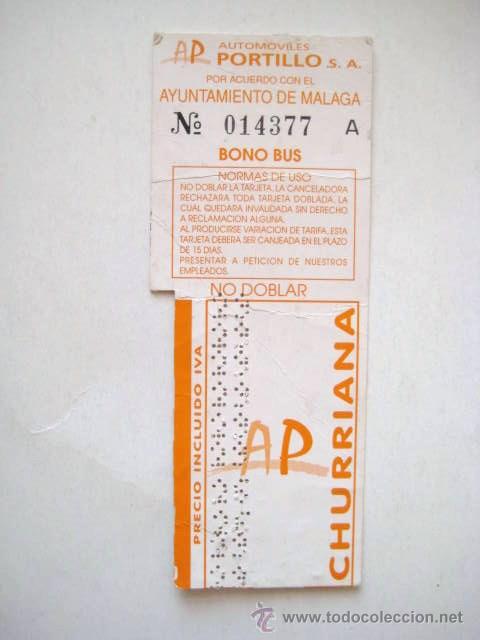 AP AUTOMOVILES
PORTILLO S.A.
POR ACUERDO CON EL
AYUNTAMIENTO DE MALAGA
Nº 014377 A
BONO BUS
NORMAS DE USO
NO DOBLAR LA TARJETA. LA CANCELADORA
RECHAZARA TODA TARJETA DOBLADA. LA
CUAL QUEDARA INVALIDADA SIN DERECHO
A RECLAMACION ALGUNA.
AL PRODUCIRSE VARIACION DE TARIFA, ESTA
TARJETA DEBERA SER CANJEADA EN EL PLAZO
DE 15 DIAS.
PRESENTAR A PETICION DE NUESTROS
EMPLEADOS.
NO DOBLAR
PRECIO INCLUIDO IVA
AP
CHURRIANA
www.todocoleccion.net